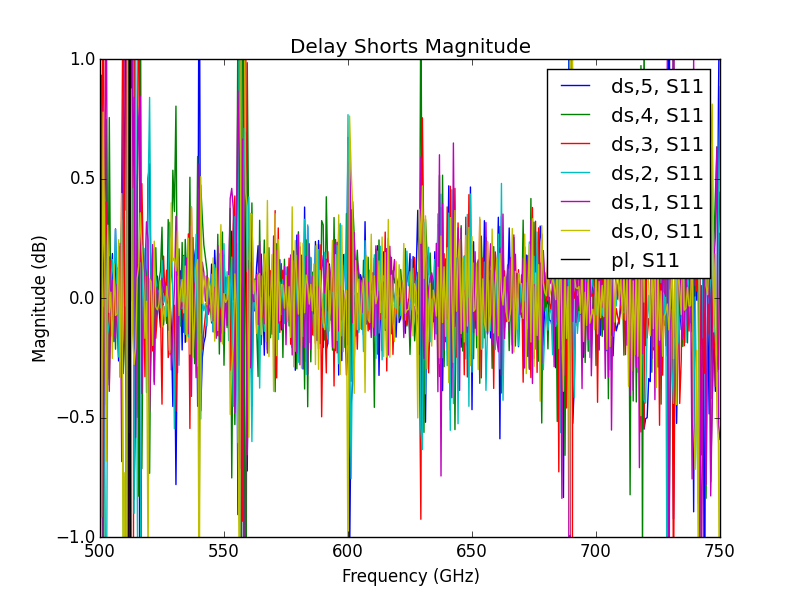 Delay Shorts Magnitude
1.0
0.5
0.0
−0.5
−1.0
Magnitude (dB)
ds,5, S11
ds,4, S11
ds,3, S11
ds,2, S11
ds,1, S11
ds,0, S11
pl, S11
500
550
600
650
700
750
Frequency (GHz)